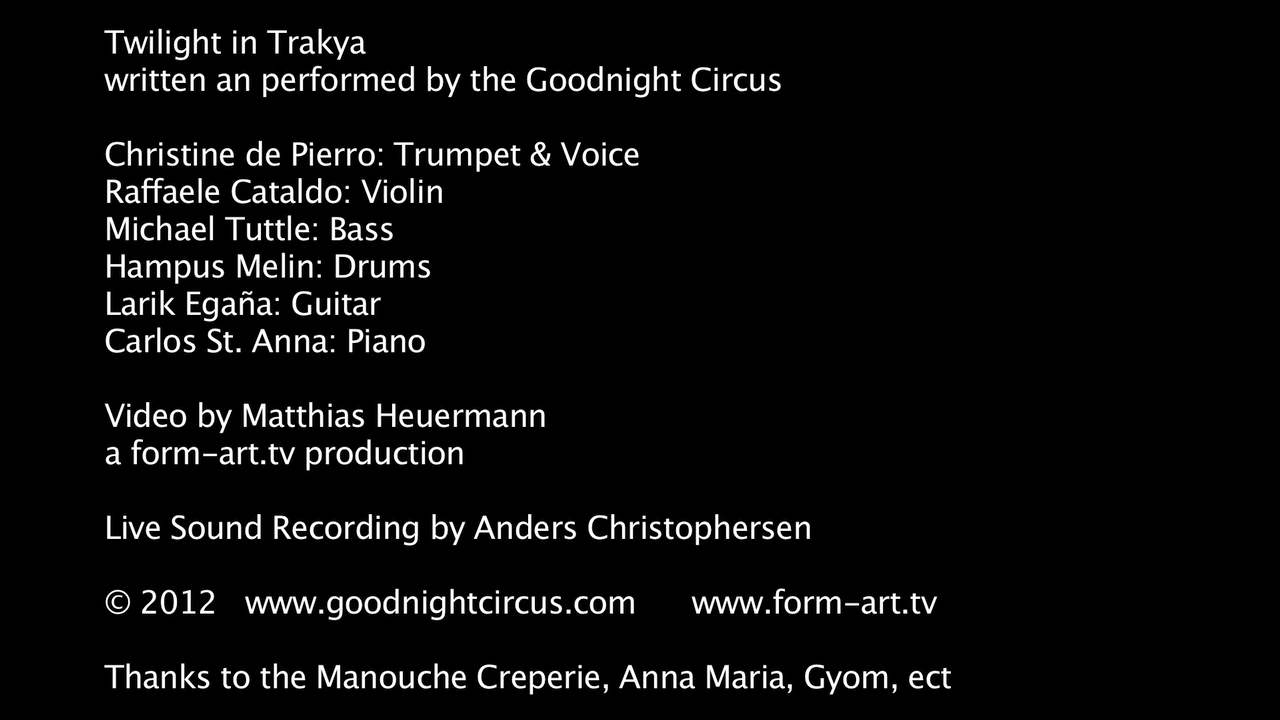 Twilight in Trakya
written an performed by the Goodnight Circus
Christine de Pierro: Trumpet & Voice
Raffaele Cataldo: Violin
Michael Tuttle: Bass
Hampus Melin: Drums
Larik Egaña: Guitar
Carlos St. Anna: Piano
Video by Matthias Heuermann
a form-art.tv production
Live Sound Recording by Anders Christophersen
© 2012 www.goodnightcircus.com www.form-art.tv
Thanks to the Manouche Creperie, Anna Maria, Gyom, ect